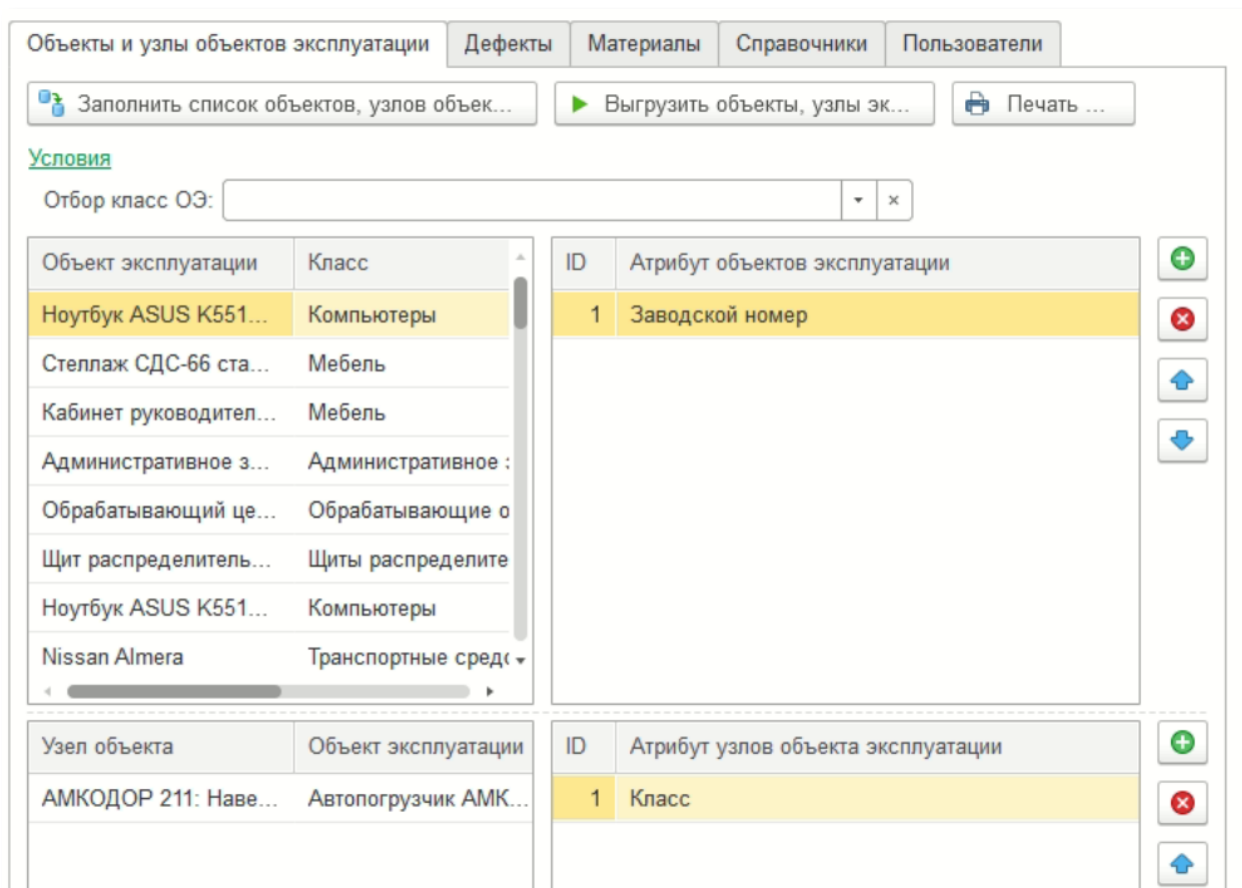 Объекты и узлы объектов эксплуатации Дефекты Материалы Справочники Пользователи
Заполнить список объектов, узлов объек... Выгрузить объекты, узлы эк... Печать ...
Условия
Отбор класс ОЭ:
Объект эксплуатации Класс ID Атрибут объектов эксплуатации
Ноутбук ASUS K551... Компьютеры 1 Заводской номер
Стеллаж СДС-66 ста... Мебель
Кабинет руководител... Мебель
Административное з... Административное з
Обрабатывающий це... Обрабатывающие о
Щит распределитель... Щиты распределите
Ноутбук ASUS K551... Компьютеры
Nissan Almera Транспортные средс
Узел объекта Объект эксплуатации ID Атрибут узлов объекта эксплуатации
АМКОДОР 211: Наве... Автопогрузчик АМК... 1 Класс